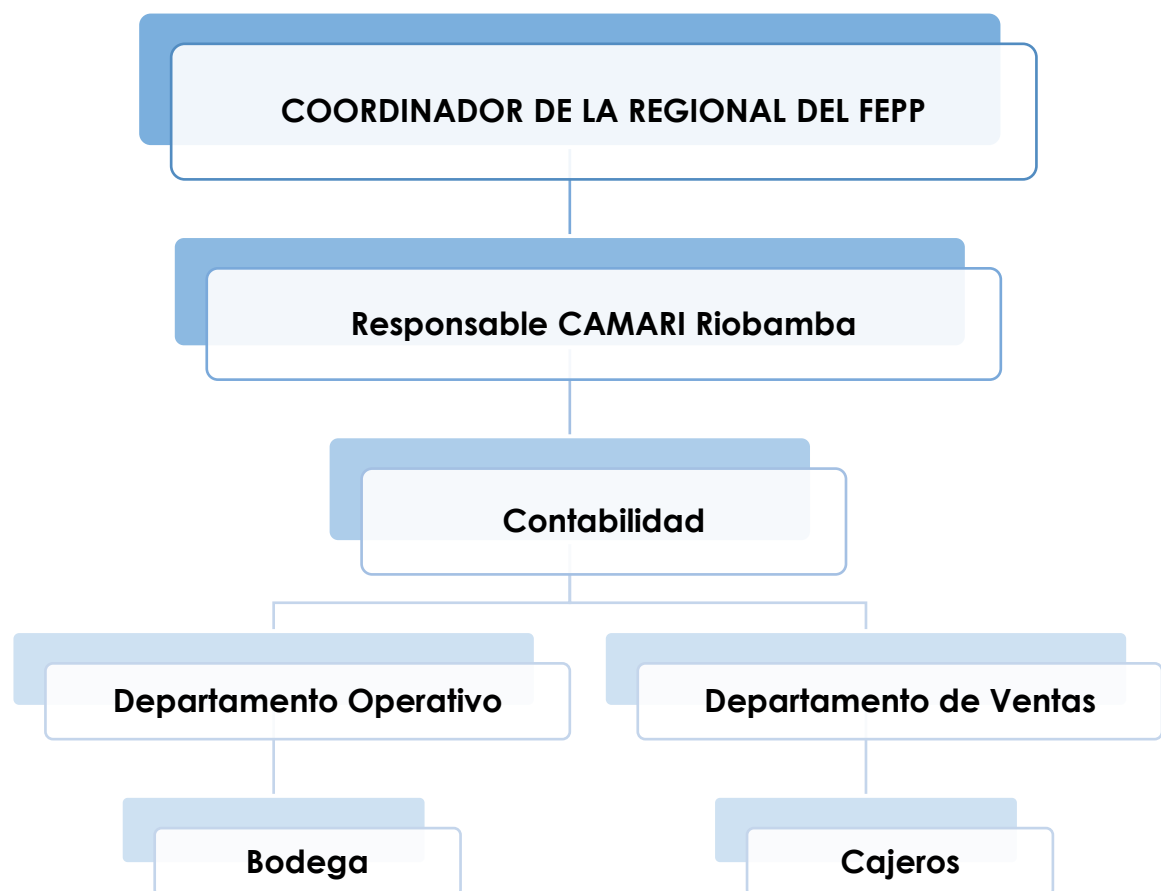 COORDINADOR DE LA REGIONAL DEL FEPP
Responsable CAMARI Riobamba
Contabilidad
Departamento Operativo
Departamento de Ventas
Bodega
Cajeros